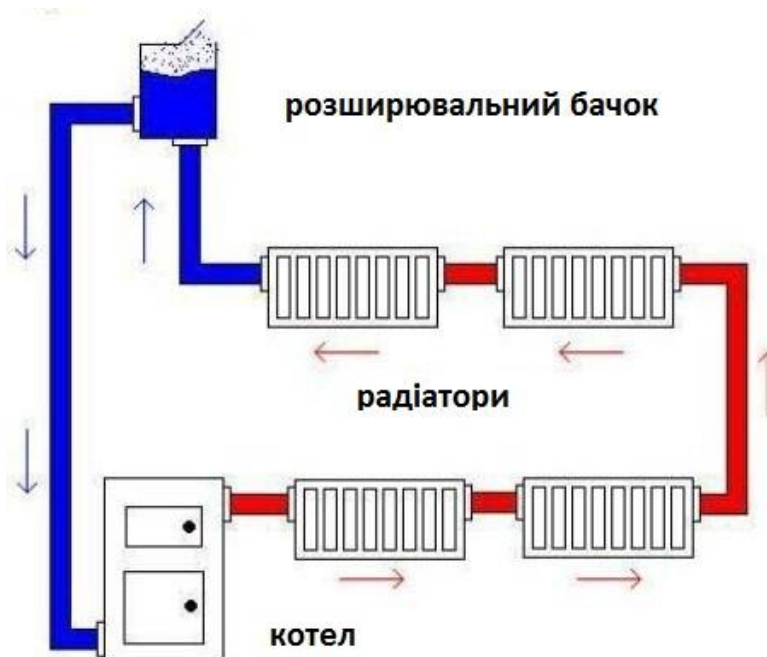 розширювальний бачок
радіатори
котел